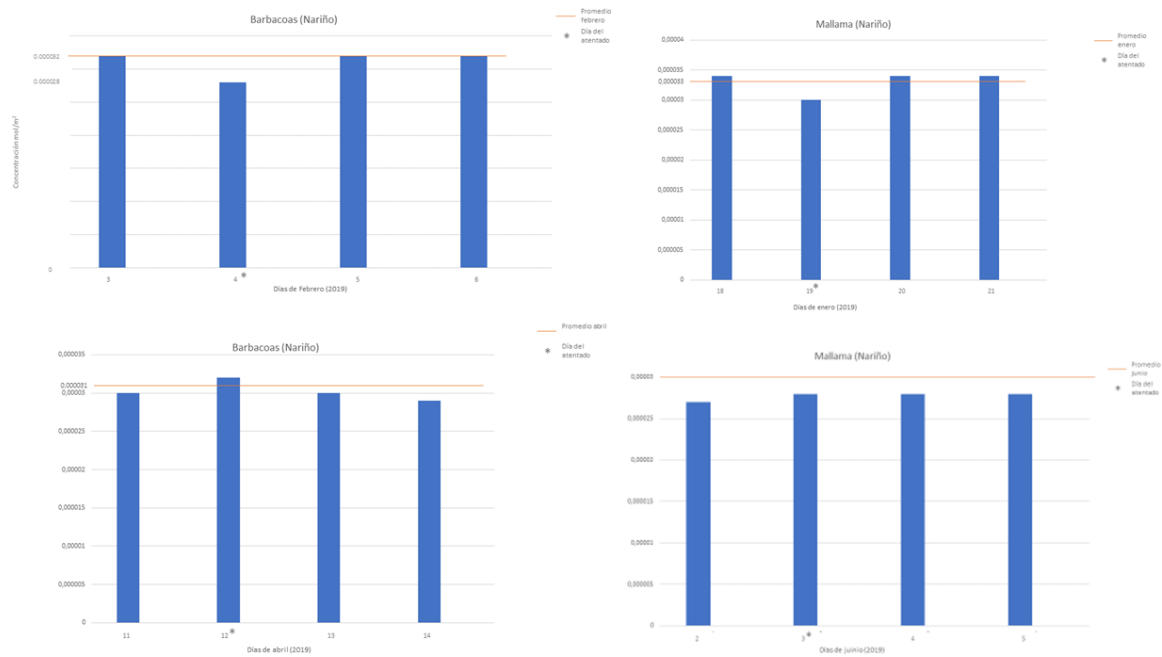 Barbacoas (Nariño)
Promedio
febrero
* Día del
atentado
Concentración mol/m²
0.000032
0.000028
0
3
4 *
5
6
Días de Febrero (2019)
Mallama (Nariño)
Promedio
enero
* Día del
atentado
0,00004
0,000035
0,000033
0,00003
0,000025
0,00002
0,000015
0,00001
0,000005
0
18
19 *
20
21
Días de enero (2019)
Barbacoas (Nariño)
Promedio abril
* Día del
atentado
0,000035
0,000031
0,00003
0,000025
0,00002
0,000015
0,00001
0,000005
0
11
12 *
13
14
Días de abril (2019)
Mallama (Nariño)
Promedio
junio
* Día del
atentado
0,00003
0,000025
0,00002
0,000015
0,00001
0,000005
0
2
3 *
4
5
Días de juinio (2019)